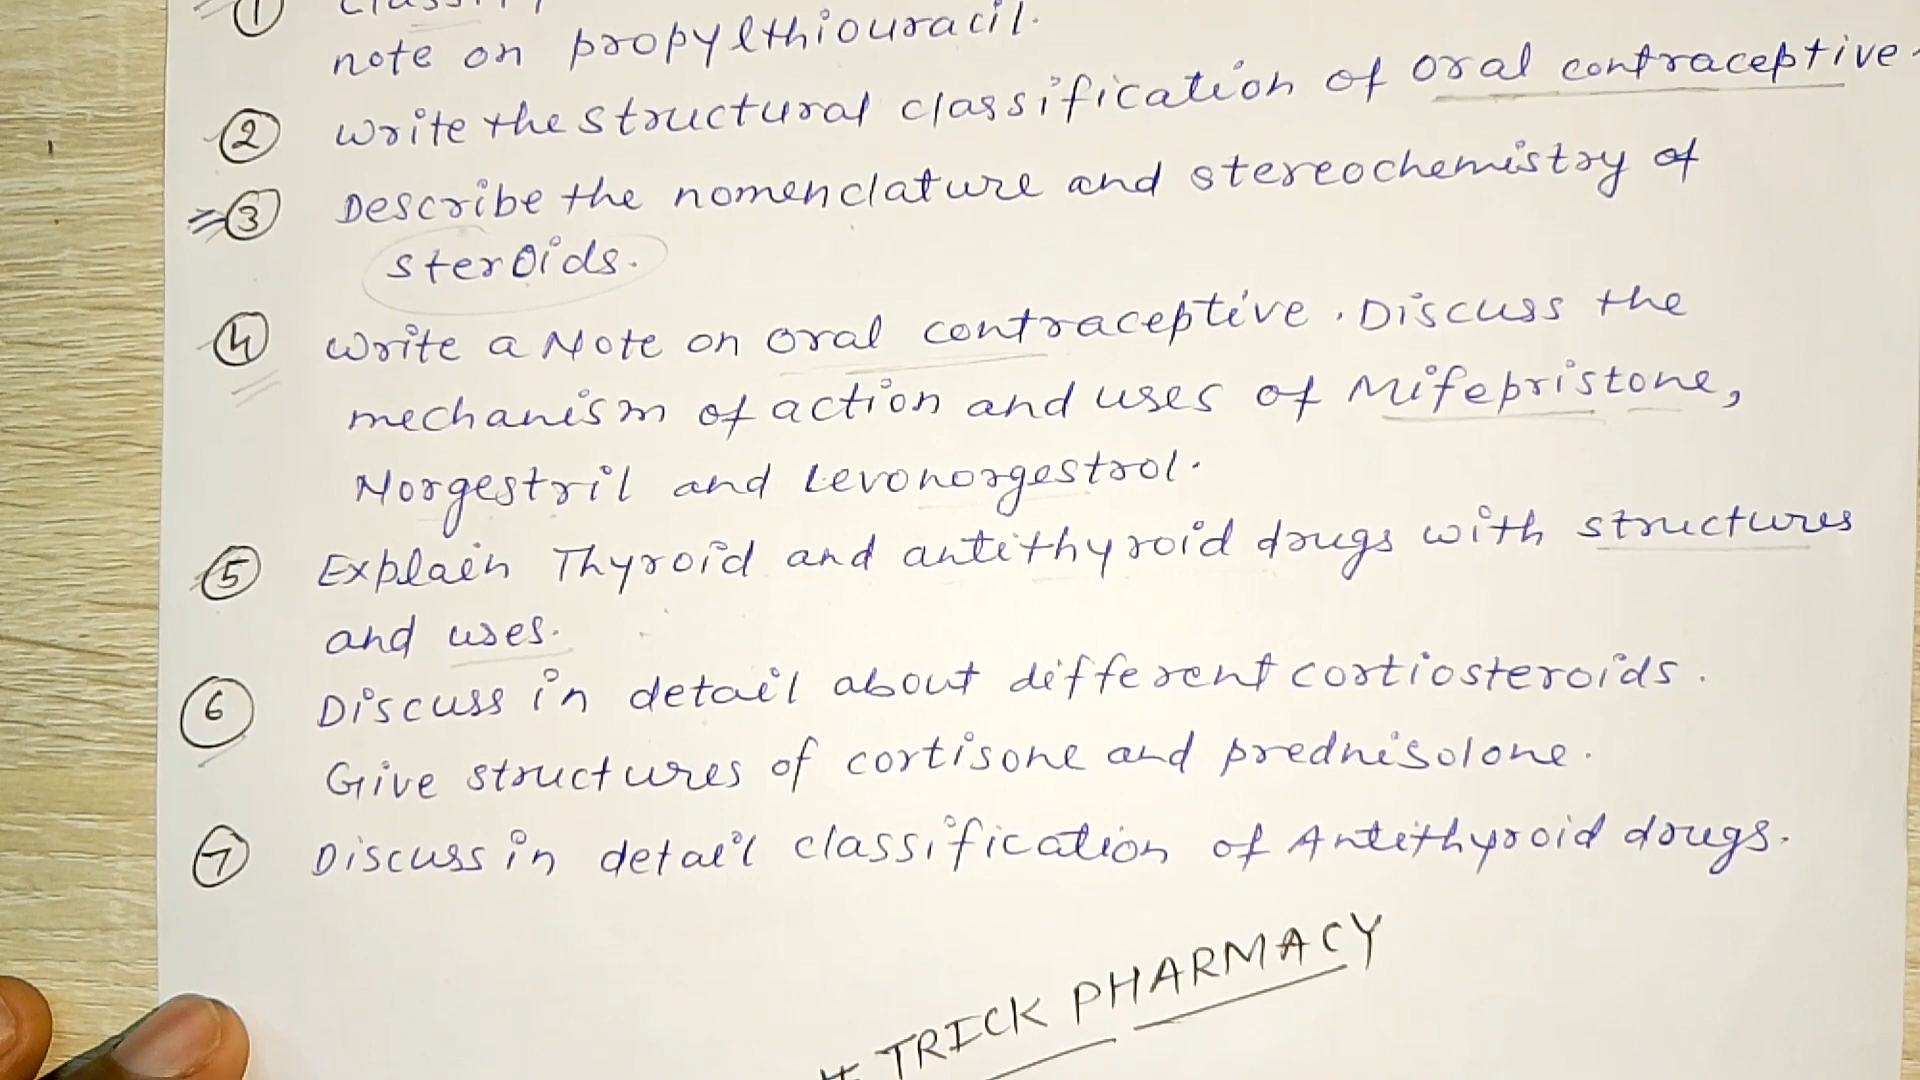 ① Classify
note on propylthiouracil.
② Write the structural classification of oral contraceptive.
③ Describe the nomenclature and stereochemistry of
steroids.
④ Write a Note on oral contraceptive. Discuss the
mechanism of action and uses of Mifepristone,
Norgestril and Levonorgestrol.
⑤ Explain Thyroid and antithyroid drugs with structures
and uses.
⑥ Discuss in detail about different cortiosteroids.
Give structures of cortisone and prednisolone.
⑦ Discuss in detail classification of Antithyroid drugs.
TRICK PHARMACY